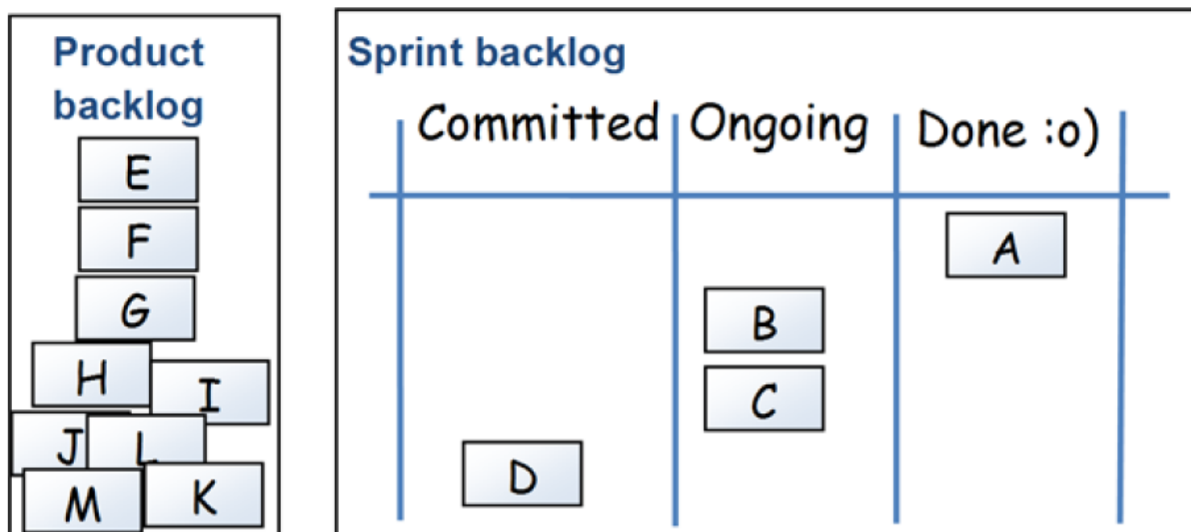 Product
backlog
E
F
G
H
I
J
L
M
K
Sprint backlog
Committed
Ongoing
Done :o)
A
B
C
D